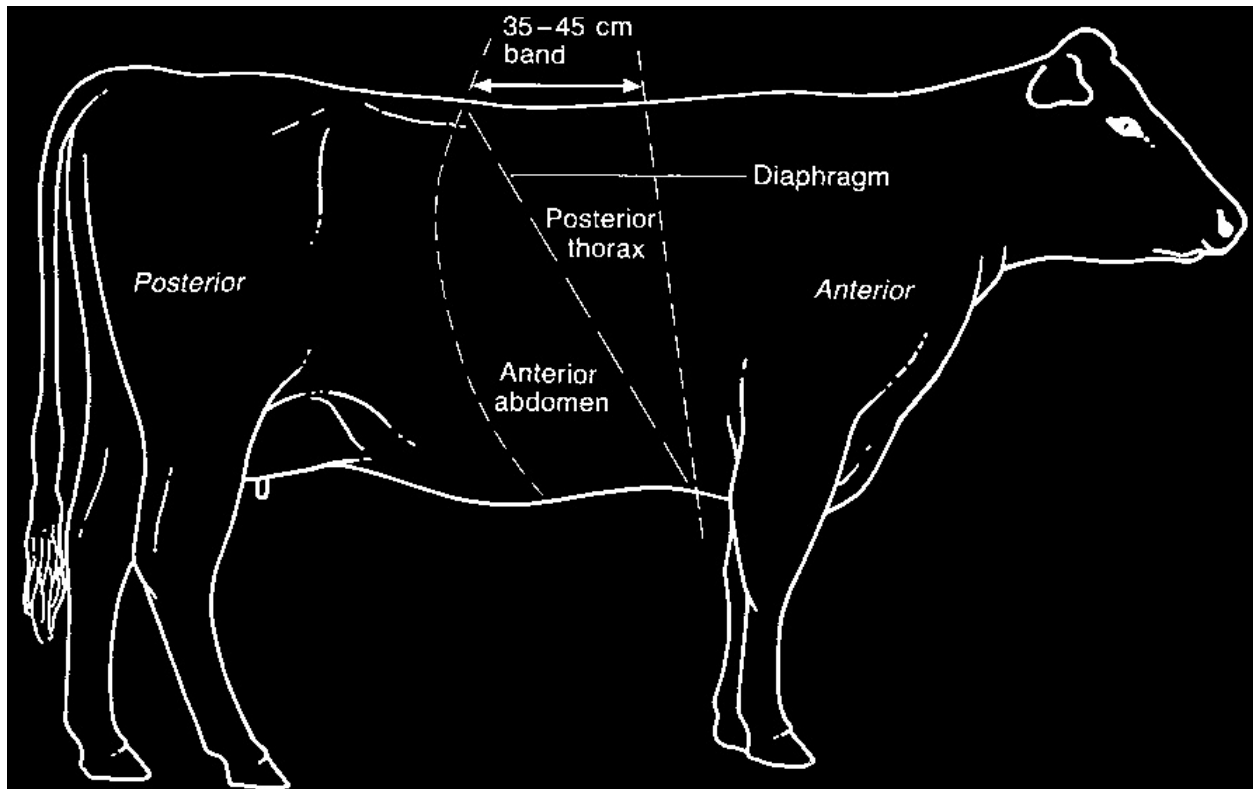 35–45 cm
band
Diaphragm
Posterior
thorax
Posterior
Anterior
Anterior
abdomen